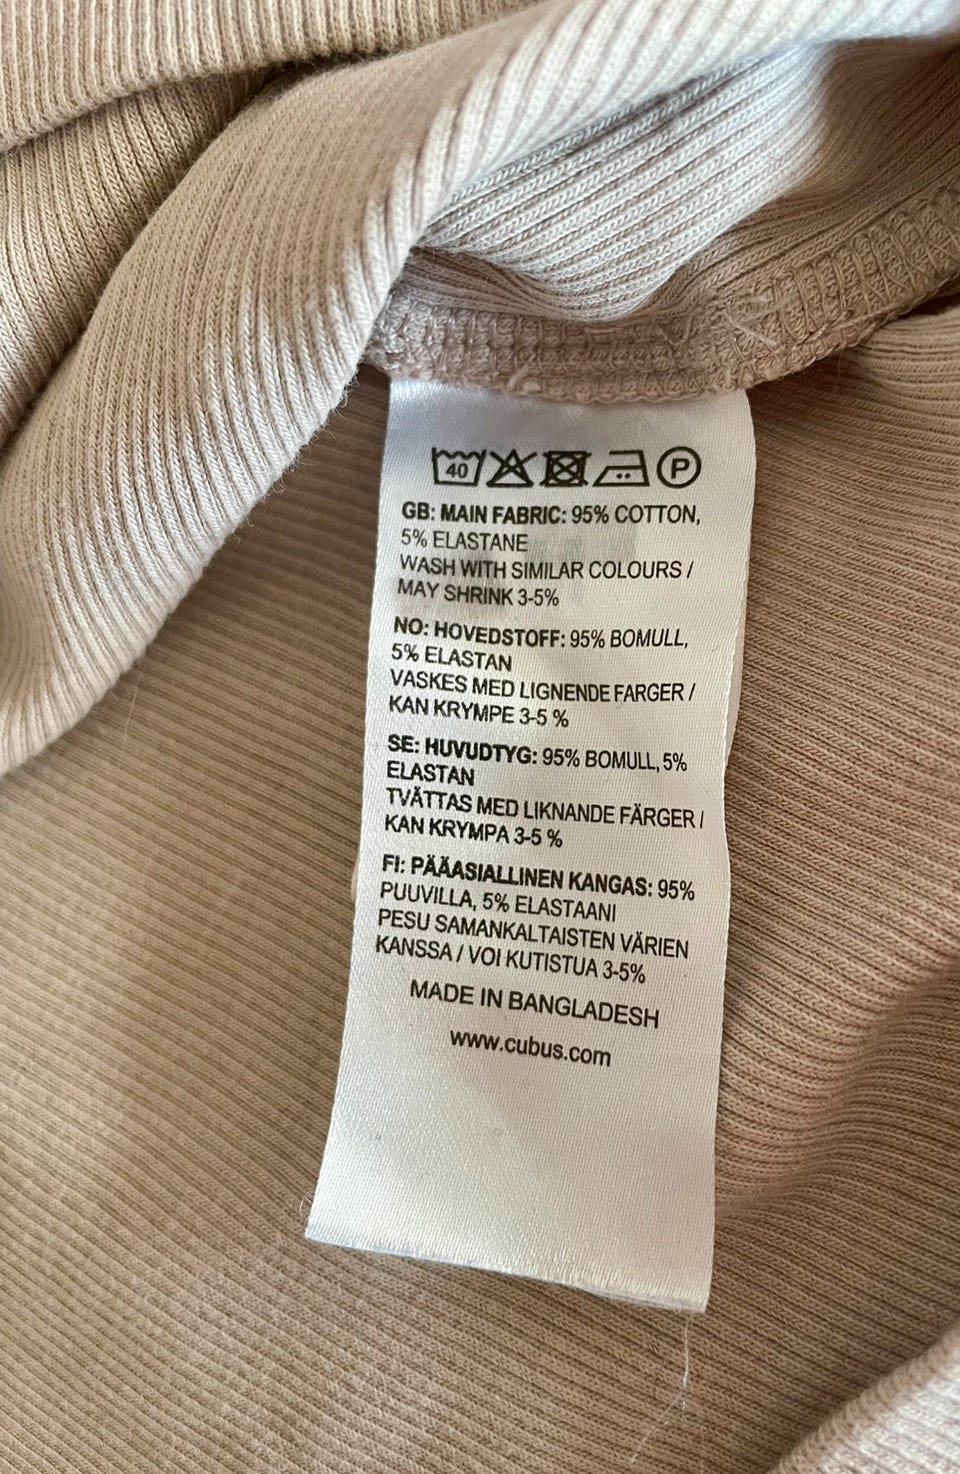 40 P
GB: MAIN FABRIC: 95% COTTON,
5% ELASTANE
WASH WITH SIMILAR COLOURS /
MAY SHRINK 3-5%
NO: HOVEDSTOFF: 95% BOMULL,
5% ELASTAN
VASKES MED LIGNENDE FARGER /
KAN KRYMPE 3-5 %
SE: HUVUDTYG: 95% BOMULL, 5%
ELASTAN
TVÄTTAS MED LIKNANDE FÄRGER /
KAN KRYMPA 3-5 %
FI: PÄÄASIALLINEN KANGAS: 95%
PUUVILLA, 5% ELASTAANI
PESU SAMANKALTAISTEN VÄRIEN
KANSSA / VOI KUTISTUA 3-5%
MADE IN BANGLADESH
www.cubus.com